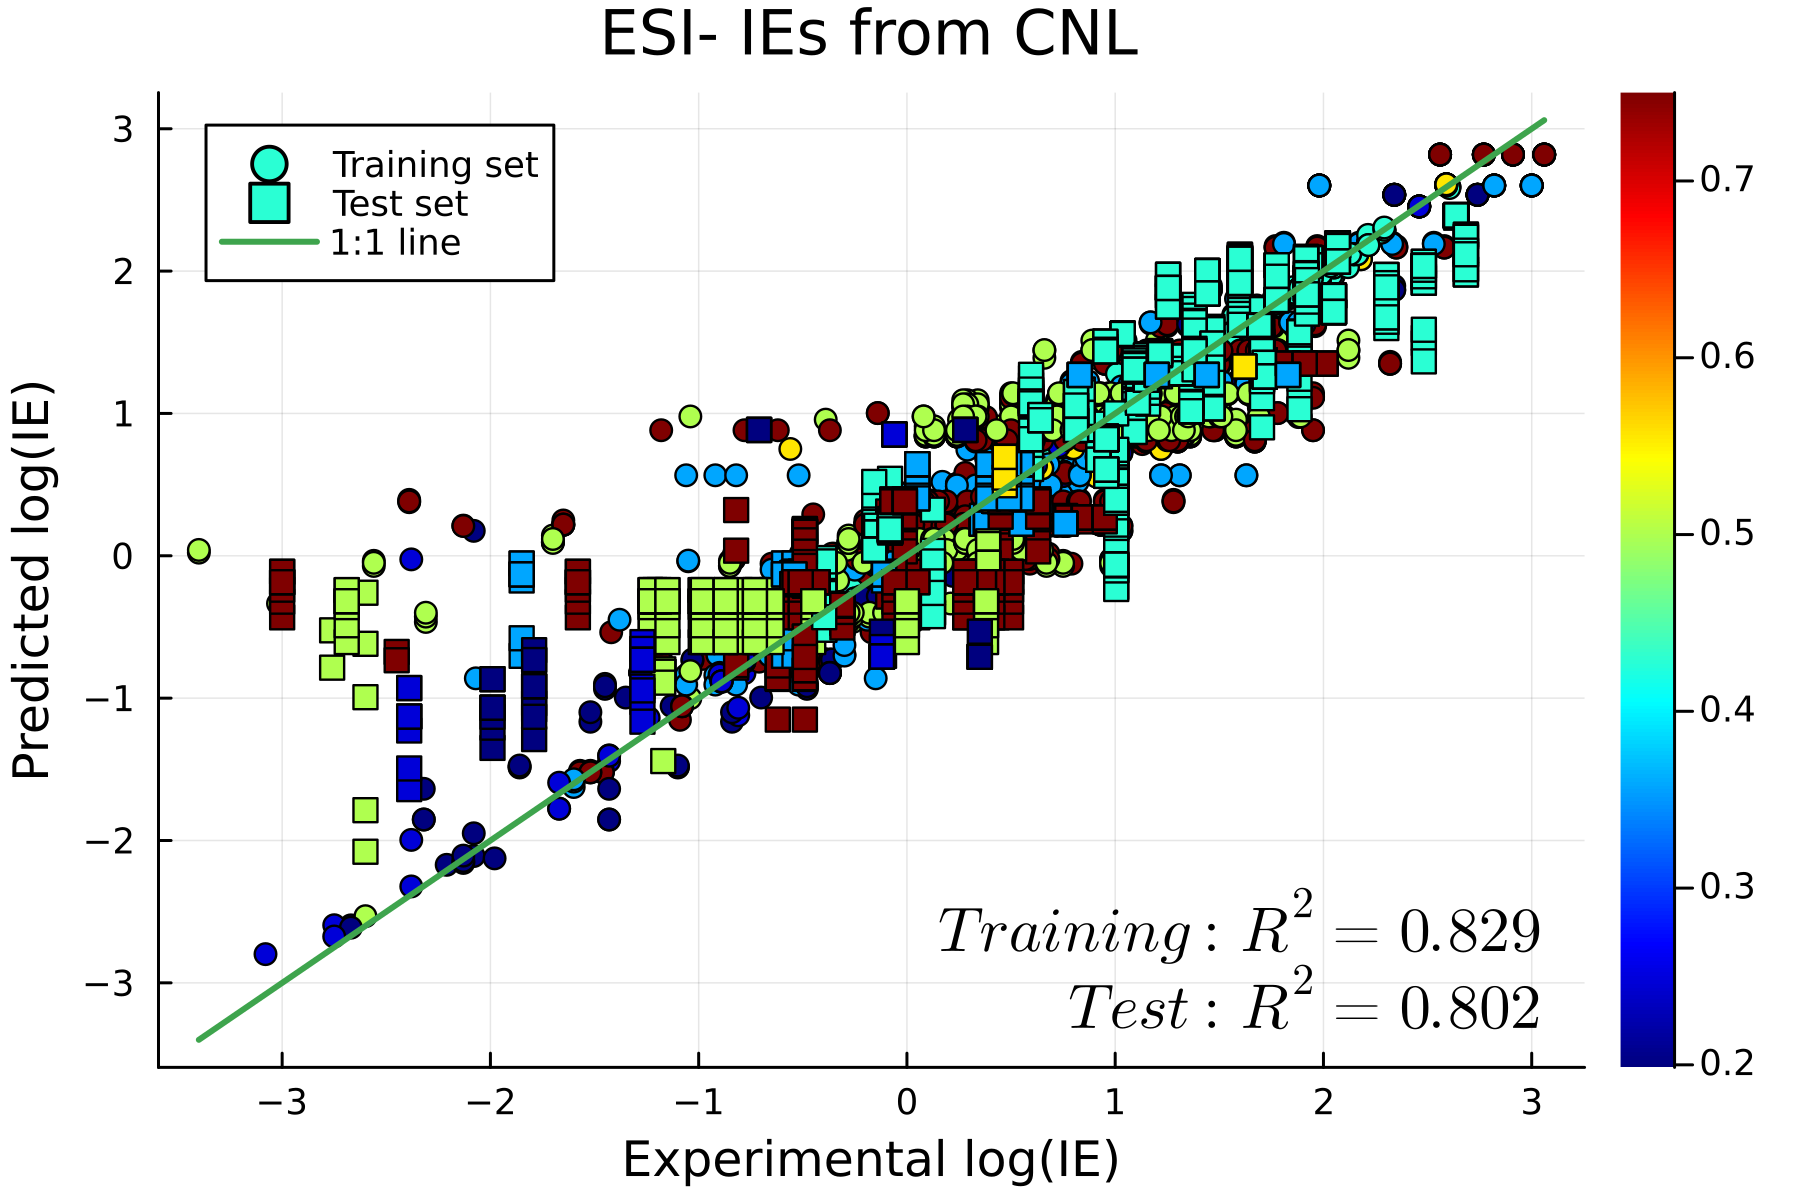 ESI- IEs from CNL
Training set
Test set
1:1 line
Predicted log(IE)
3
2
1
0
−1
−2
−3
−3
−2
−1
0
1
2
3
Experimental log(IE)
Training: R² = 0.829
Test: R² = 0.802
0.7
0.6
0.5
0.4
0.3
0.2